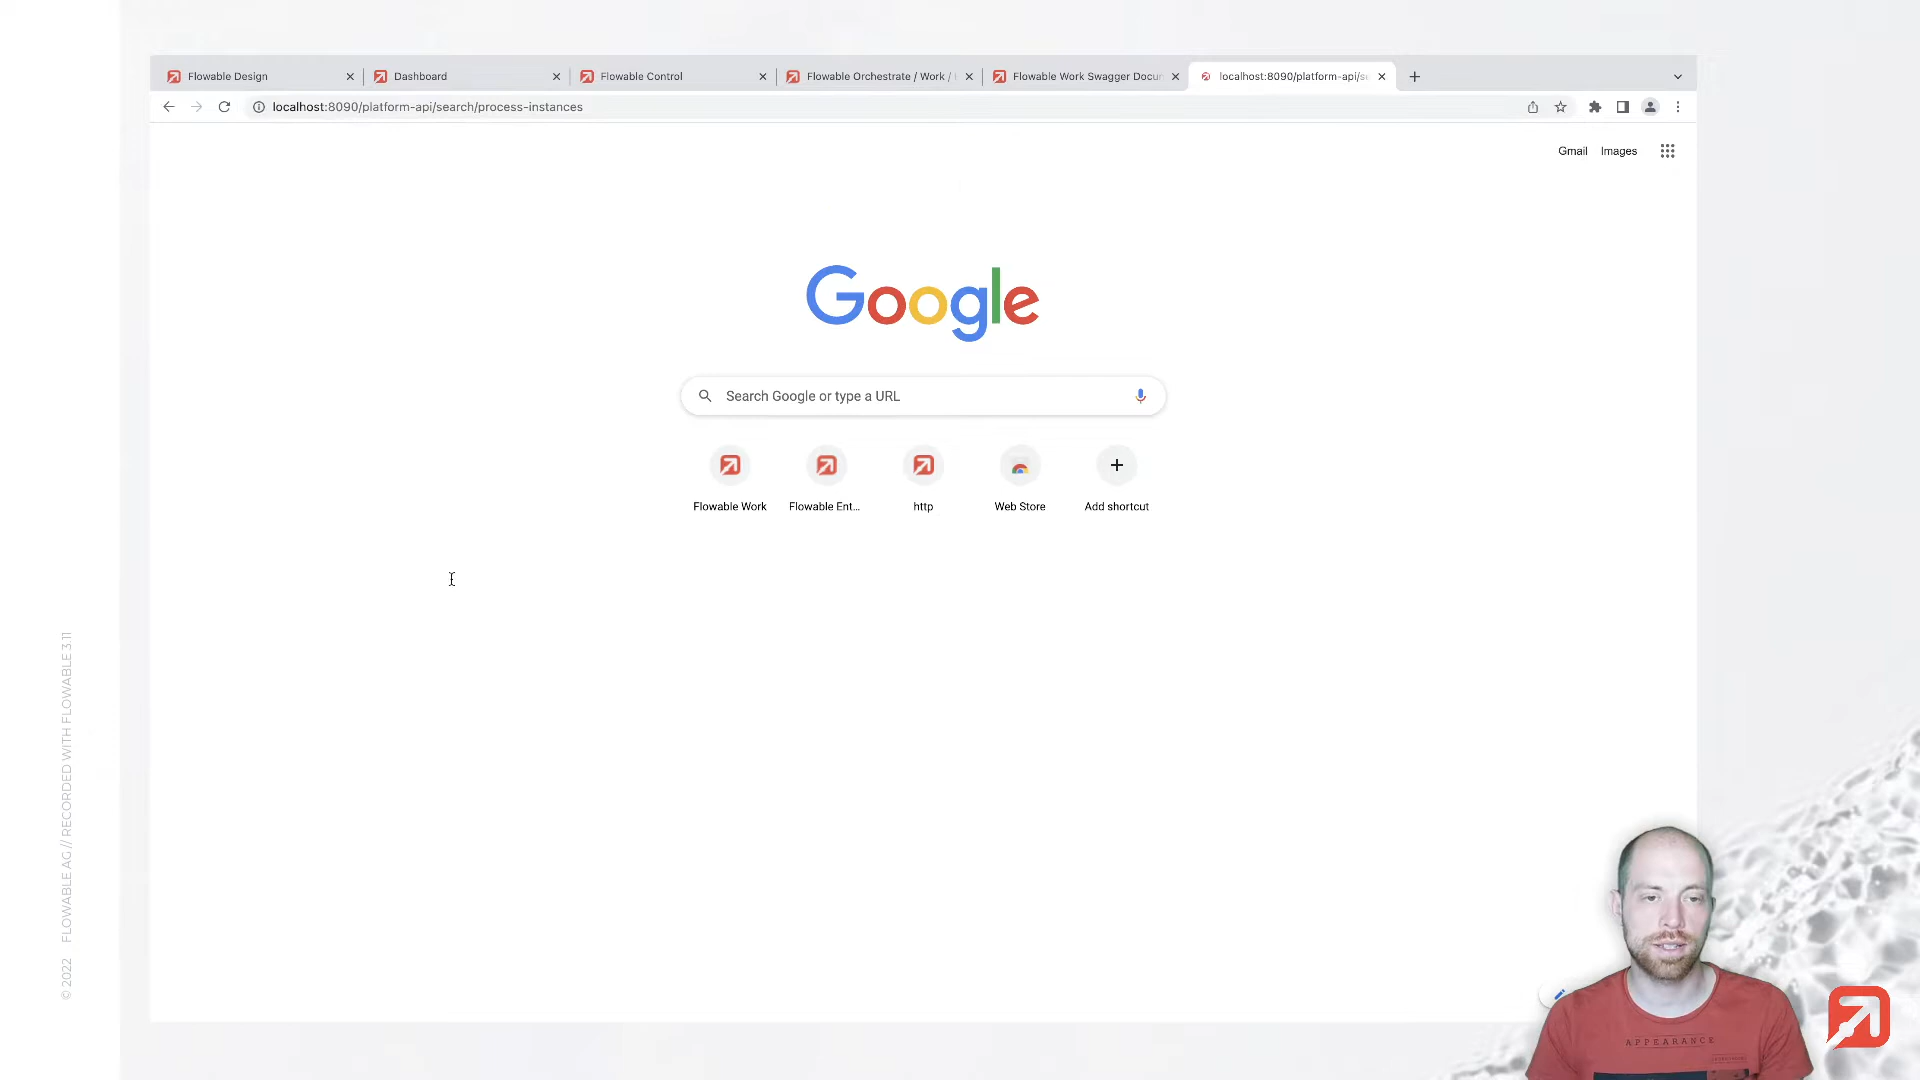 Flowable Design
Dashboard
Flowable Control
Flowable Orchestrate / Work /
Flowable Work Swagger Docu
localhost:8090/platform-api/s
localhost:8090/platform-api/search/process-instances
Gmail
Images
Google
Search Google or type a URL
Flowable Work
Flowable Ent...
http
Web Store
Add shortcut
© 2022 FLOWABLE AG // RECORDED WITH FLOWABLE 3.11
APPEARANCE